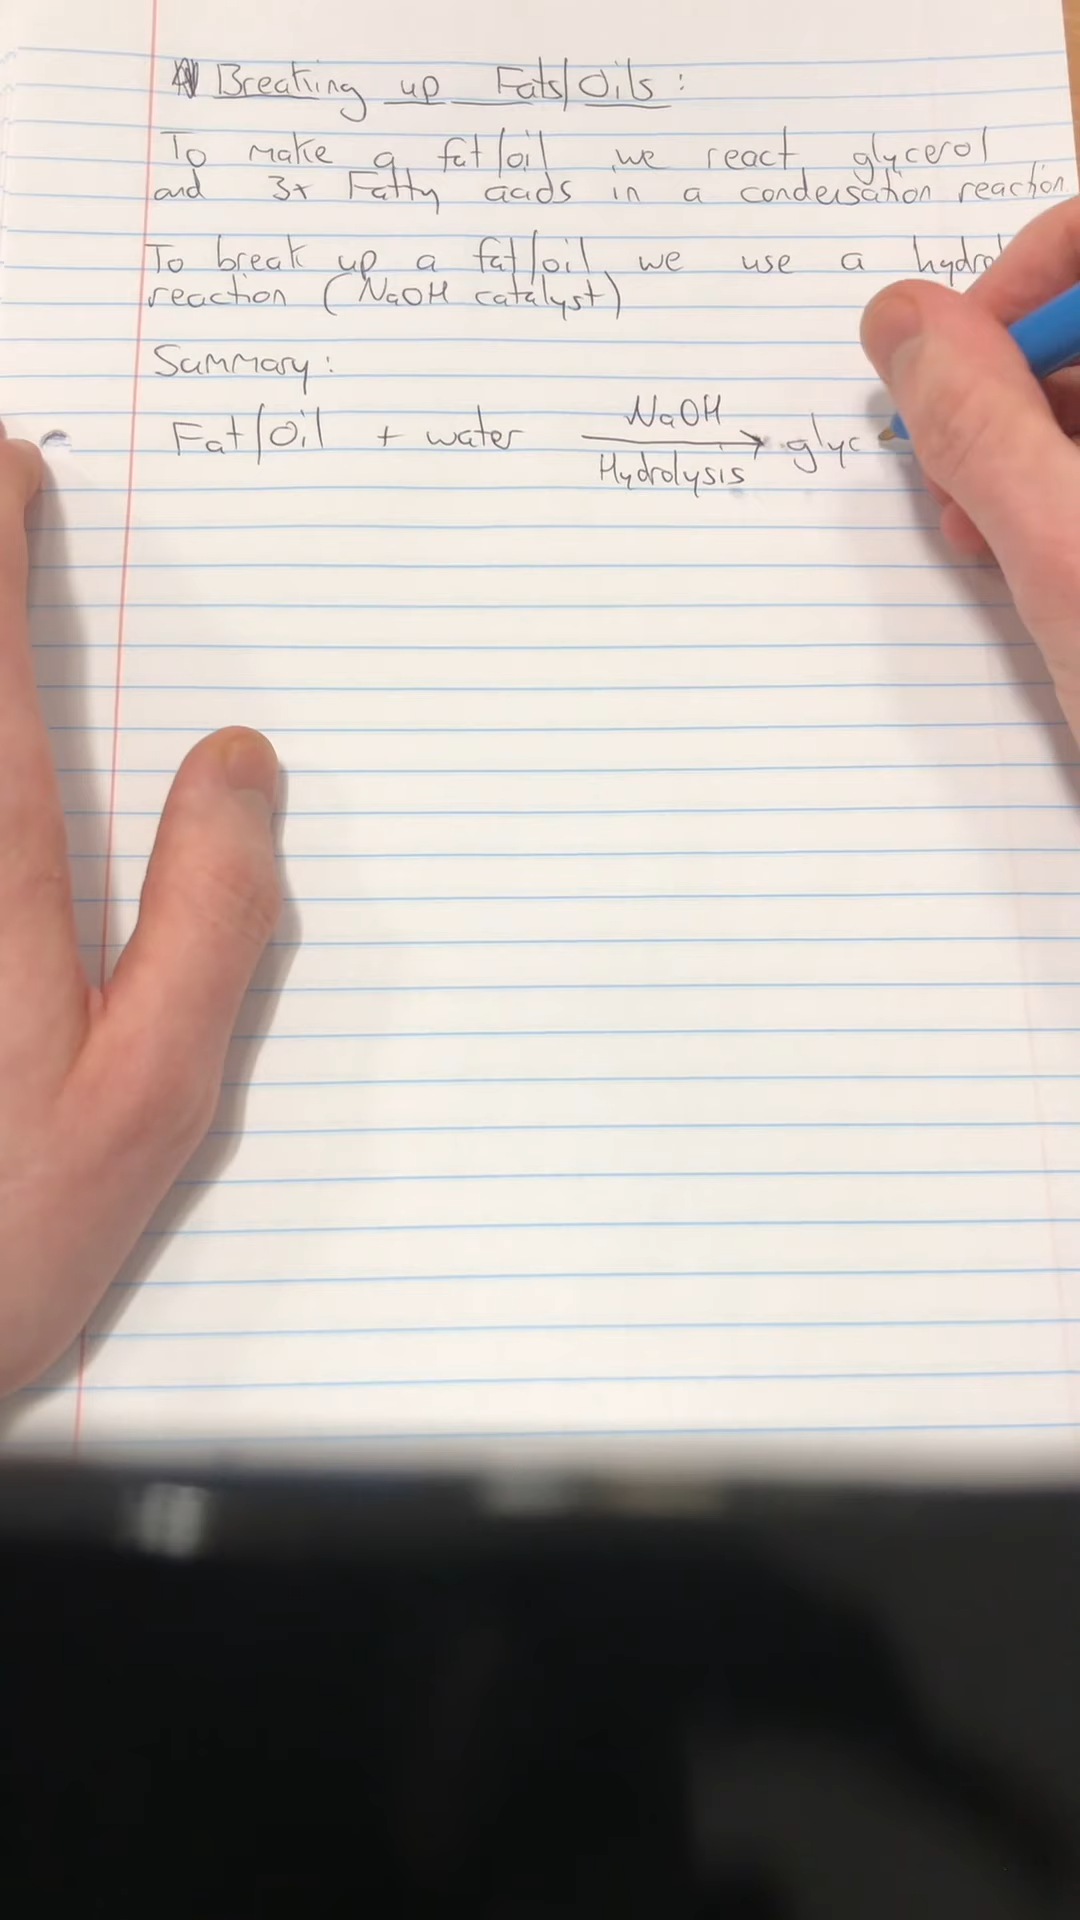 Breaking up Fats/Oils:
To make a fat/oil we react glycerol
and 3x Fatty acids in a condensation reaction.
To break up a fat/oil, we use a
reaction (NaOH catalyst)
Summary:
NaOH
Fat/Oil + water → glyc
Hydrolysis